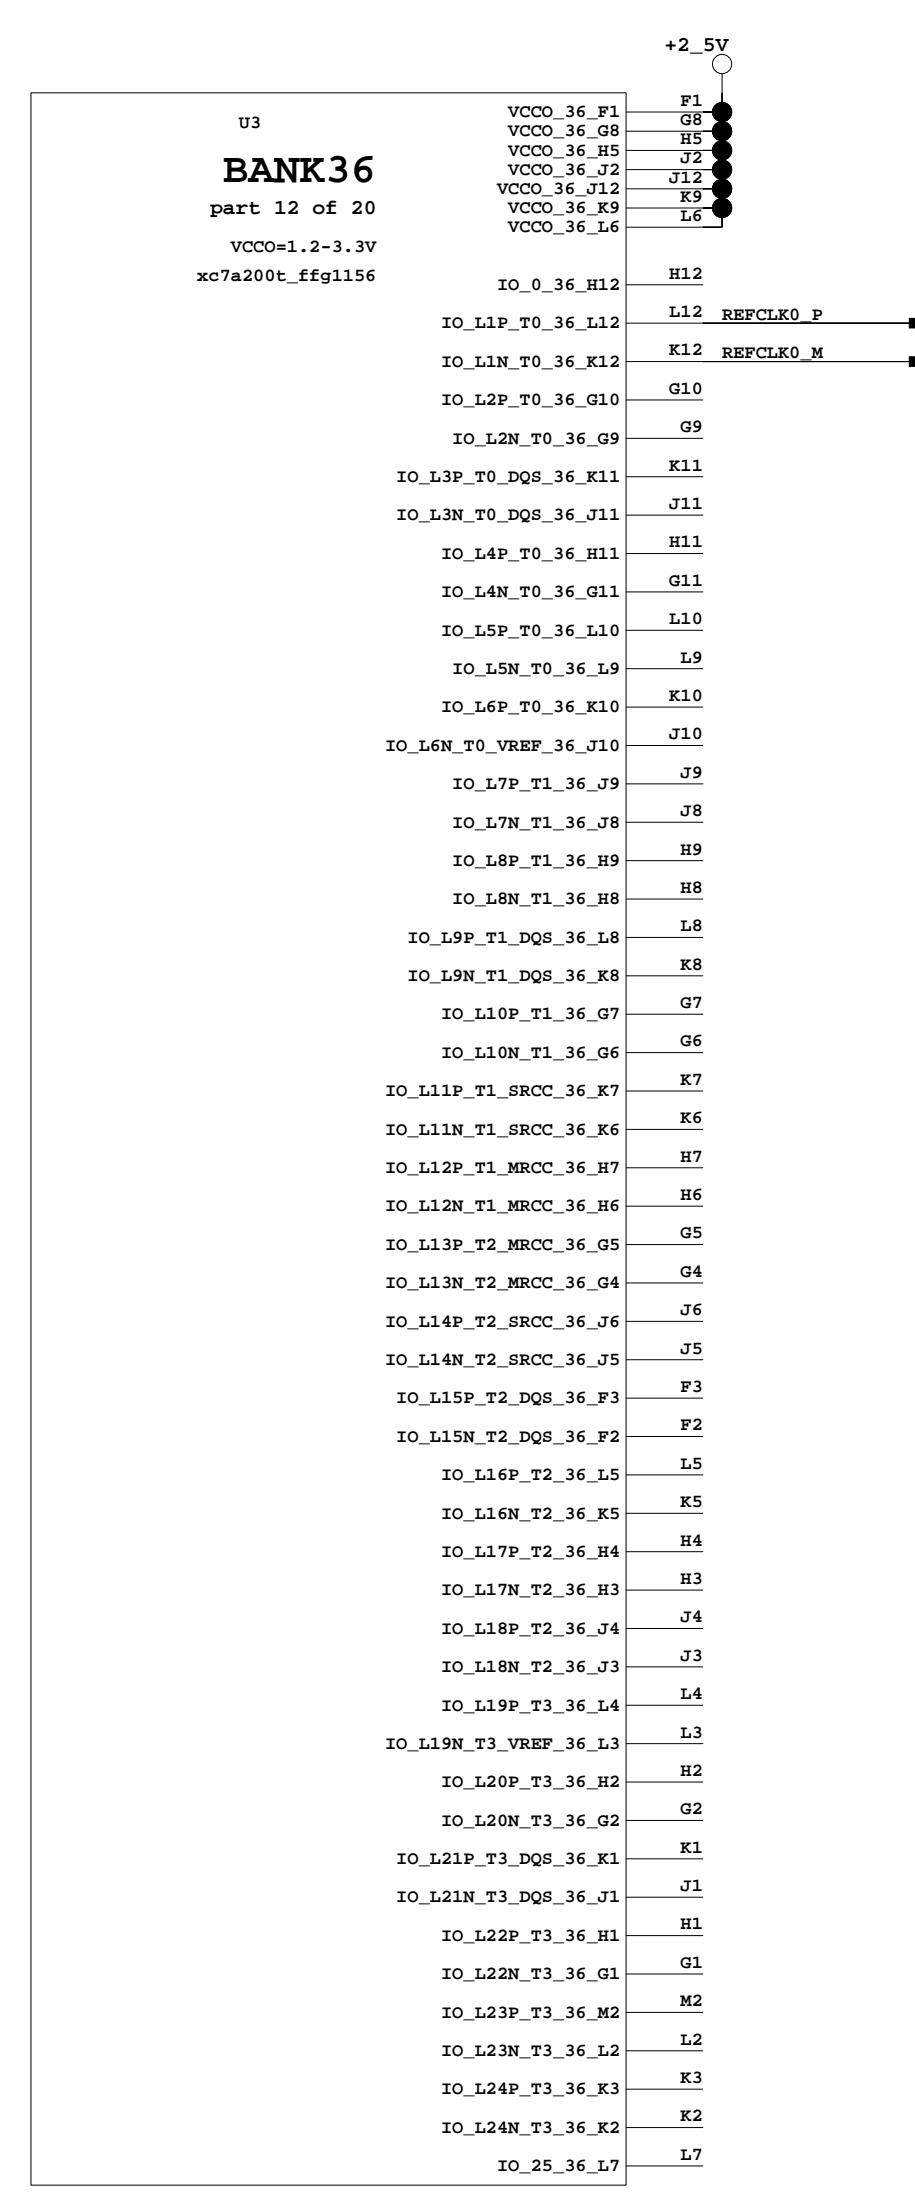 +2_5V
U3
BANK36
part 12 of 20
VCCO=1.2-3.3V
xc7a200t_ffg1156
VCCO_36_F1 F1
VCCO_36_G8 G8
VCCO_36_H5 H5
VCCO_36_J2 J2
VCCO_36_J12 J12
VCCO_36_K9 K9
VCCO_36_L6 L6
IO_0_36_H12 H12
IO_L1P_T0_36_L12 L12 REFCLK0_P
IO_L1N_T0_36_K12 K12 REFCLK0_M
IO_L2P_T0_36_G10 G10
IO_L2N_T0_36_G9 G9
IO_L3P_T0_DQS_36_K11 K11
IO_L3N_T0_DQS_36_J11 J11
IO_L4P_T0_36_H11 H11
IO_L4N_T0_36_G11 G11
IO_L5P_T0_36_L10 L10
IO_L5N_T0_36_L9 L9
IO_L6P_T0_36_K10 K10
IO_L6N_T0_VREF_36_J10 J10
IO_L7P_T1_36_J9 J9
IO_L7N_T1_36_J8 J8
IO_L8P_T1_36_H9 H9
IO_L8N_T1_36_H8 H8
IO_L9P_T1_DQS_36_L8 L8
IO_L9N_T1_DQS_36_K8 K8
IO_L10P_T1_36_G7 G7
IO_L10N_T1_36_G6 G6
IO_L11P_T1_SRCC_36_K7 K7
IO_L11N_T1_SRCC_36_K6 K6
IO_L12P_T1_MRCC_36_H7 H7
IO_L12N_T1_MRCC_36_H6 H6
IO_L13P_T2_MRCC_36_G5 G5
IO_L13N_T2_MRCC_36_G4 G4
IO_L14P_T2_SRCC_36_J6 J6
IO_L14N_T2_SRCC_36_J5 J5
IO_L15P_T2_DQS_36_F3 F3
IO_L15N_T2_DQS_36_F2 F2
IO_L16P_T2_36_L5 L5
IO_L16N_T2_36_K5 K5
IO_L17P_T2_36_H4 H4
IO_L17N_T2_36_H3 H3
IO_L18P_T2_36_J4 J4
IO_L18N_T2_36_J3 J3
IO_L19P_T3_36_L4 L4
IO_L19N_T3_VREF_36_L3 L3
IO_L20P_T3_36_H2 H2
IO_L20N_T3_36_G2 G2
IO_L21P_T3_DQS_36_K1 K1
IO_L21N_T3_DQS_36_J1 J1
IO_L22P_T3_36_H1 H1
IO_L22N_T3_36_G1 G1
IO_L23P_T3_36_M2 M2
IO_L23N_T3_36_L2 L2
IO_L24P_T3_36_K3 K3
IO_L24N_T3_36_K2 K2
IO_25_36_L7 L7